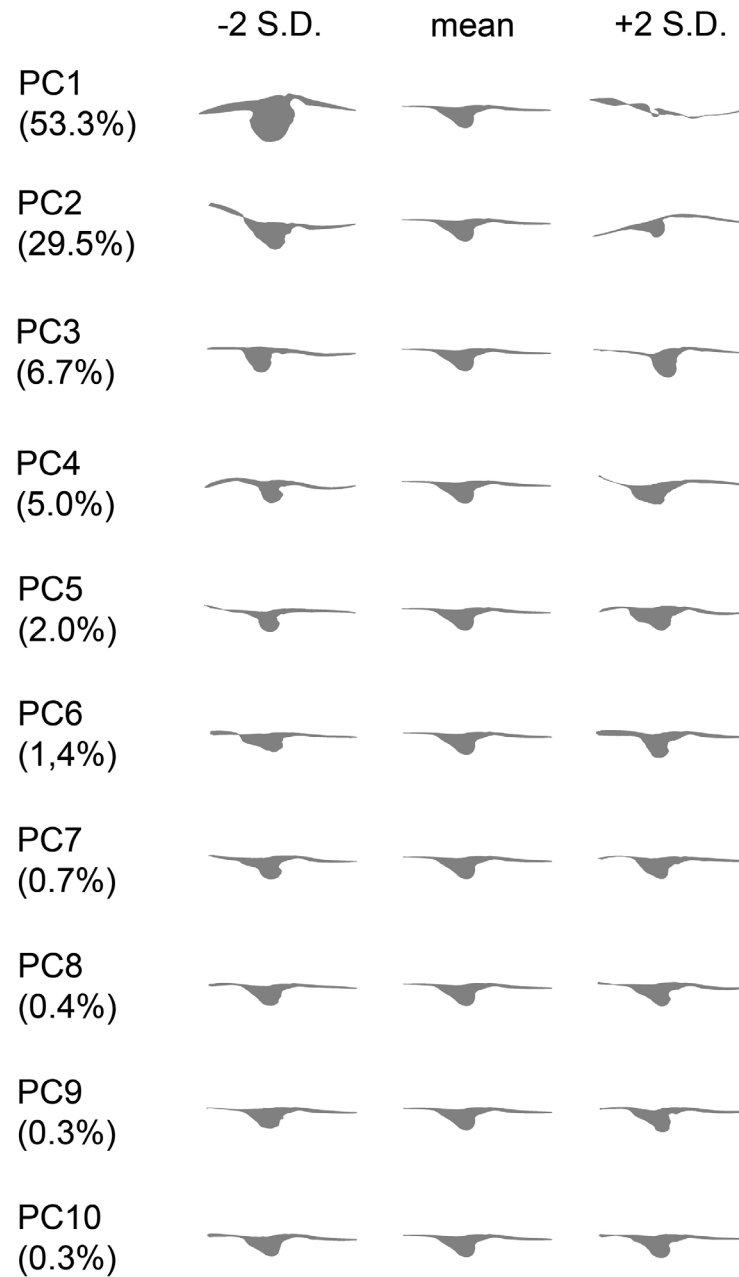 -2 S.D. mean +2 S.D.
PC1
(53.3%)
PC2
(29.5%)
PC3
(6.7%)
PC4
(5.0%)
PC5
(2.0%)
PC6
(1,4%)
PC7
(0.7%)
PC8
(0.4%)
PC9
(0.3%)
PC10
(0.3%)